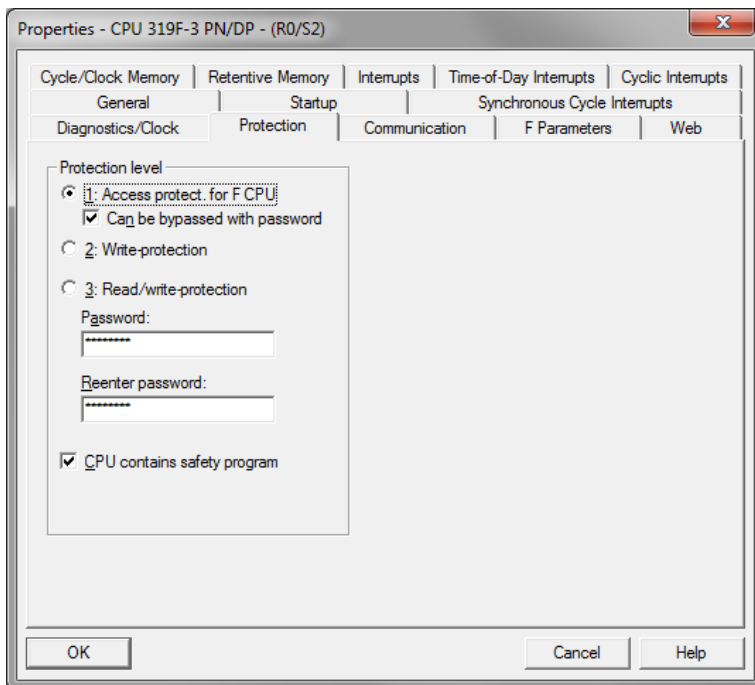 Properties - CPU 319F-3 PN/DP - (R0/S2)
Cycle/Clock Memory Retentive Memory Interrupts Time-of-Day Interrupts Cyclic Interrupts
General Startup Synchronous Cycle Interrupts
Diagnostics/Clock Protection Communication F Parameters Web
Protection level
1: Access protect. for F CPU
Can be bypassed with password
2: Write-protection
3: Read/write-protection
Password:
********
Reenter password:
********
CPU contains safety program
OK Cancel Help